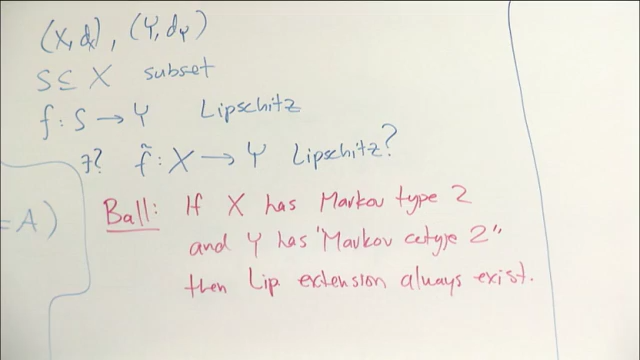 (X,dₓ), (Y,d_Y)
S ⊆ X subset
f: S → Y Lipschitz
∃? f̃: X → Y Lipschitz?
=A)
Ball: If X has Markov type 2
and Y has "Markov cotype 2"
then Lip extension always exist.